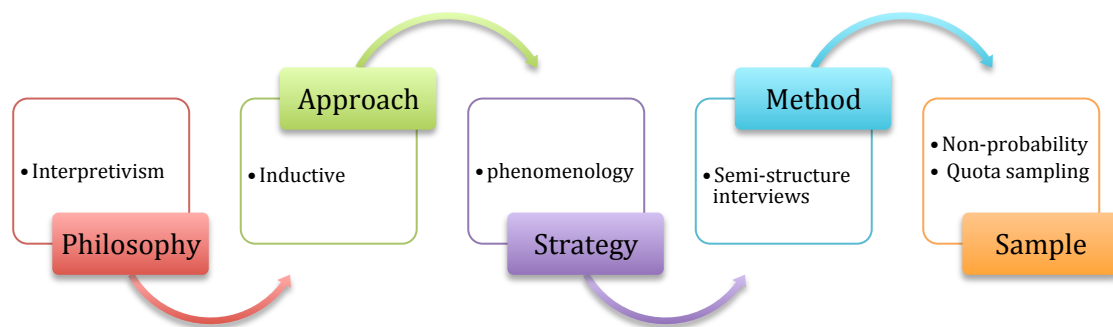 • Interpretivism
Philosophy
Approach
• Inductive
• phenomenology
Strategy
Method
• Semi-structure
interviews
• Non-probability
• Quota sampling
Sample